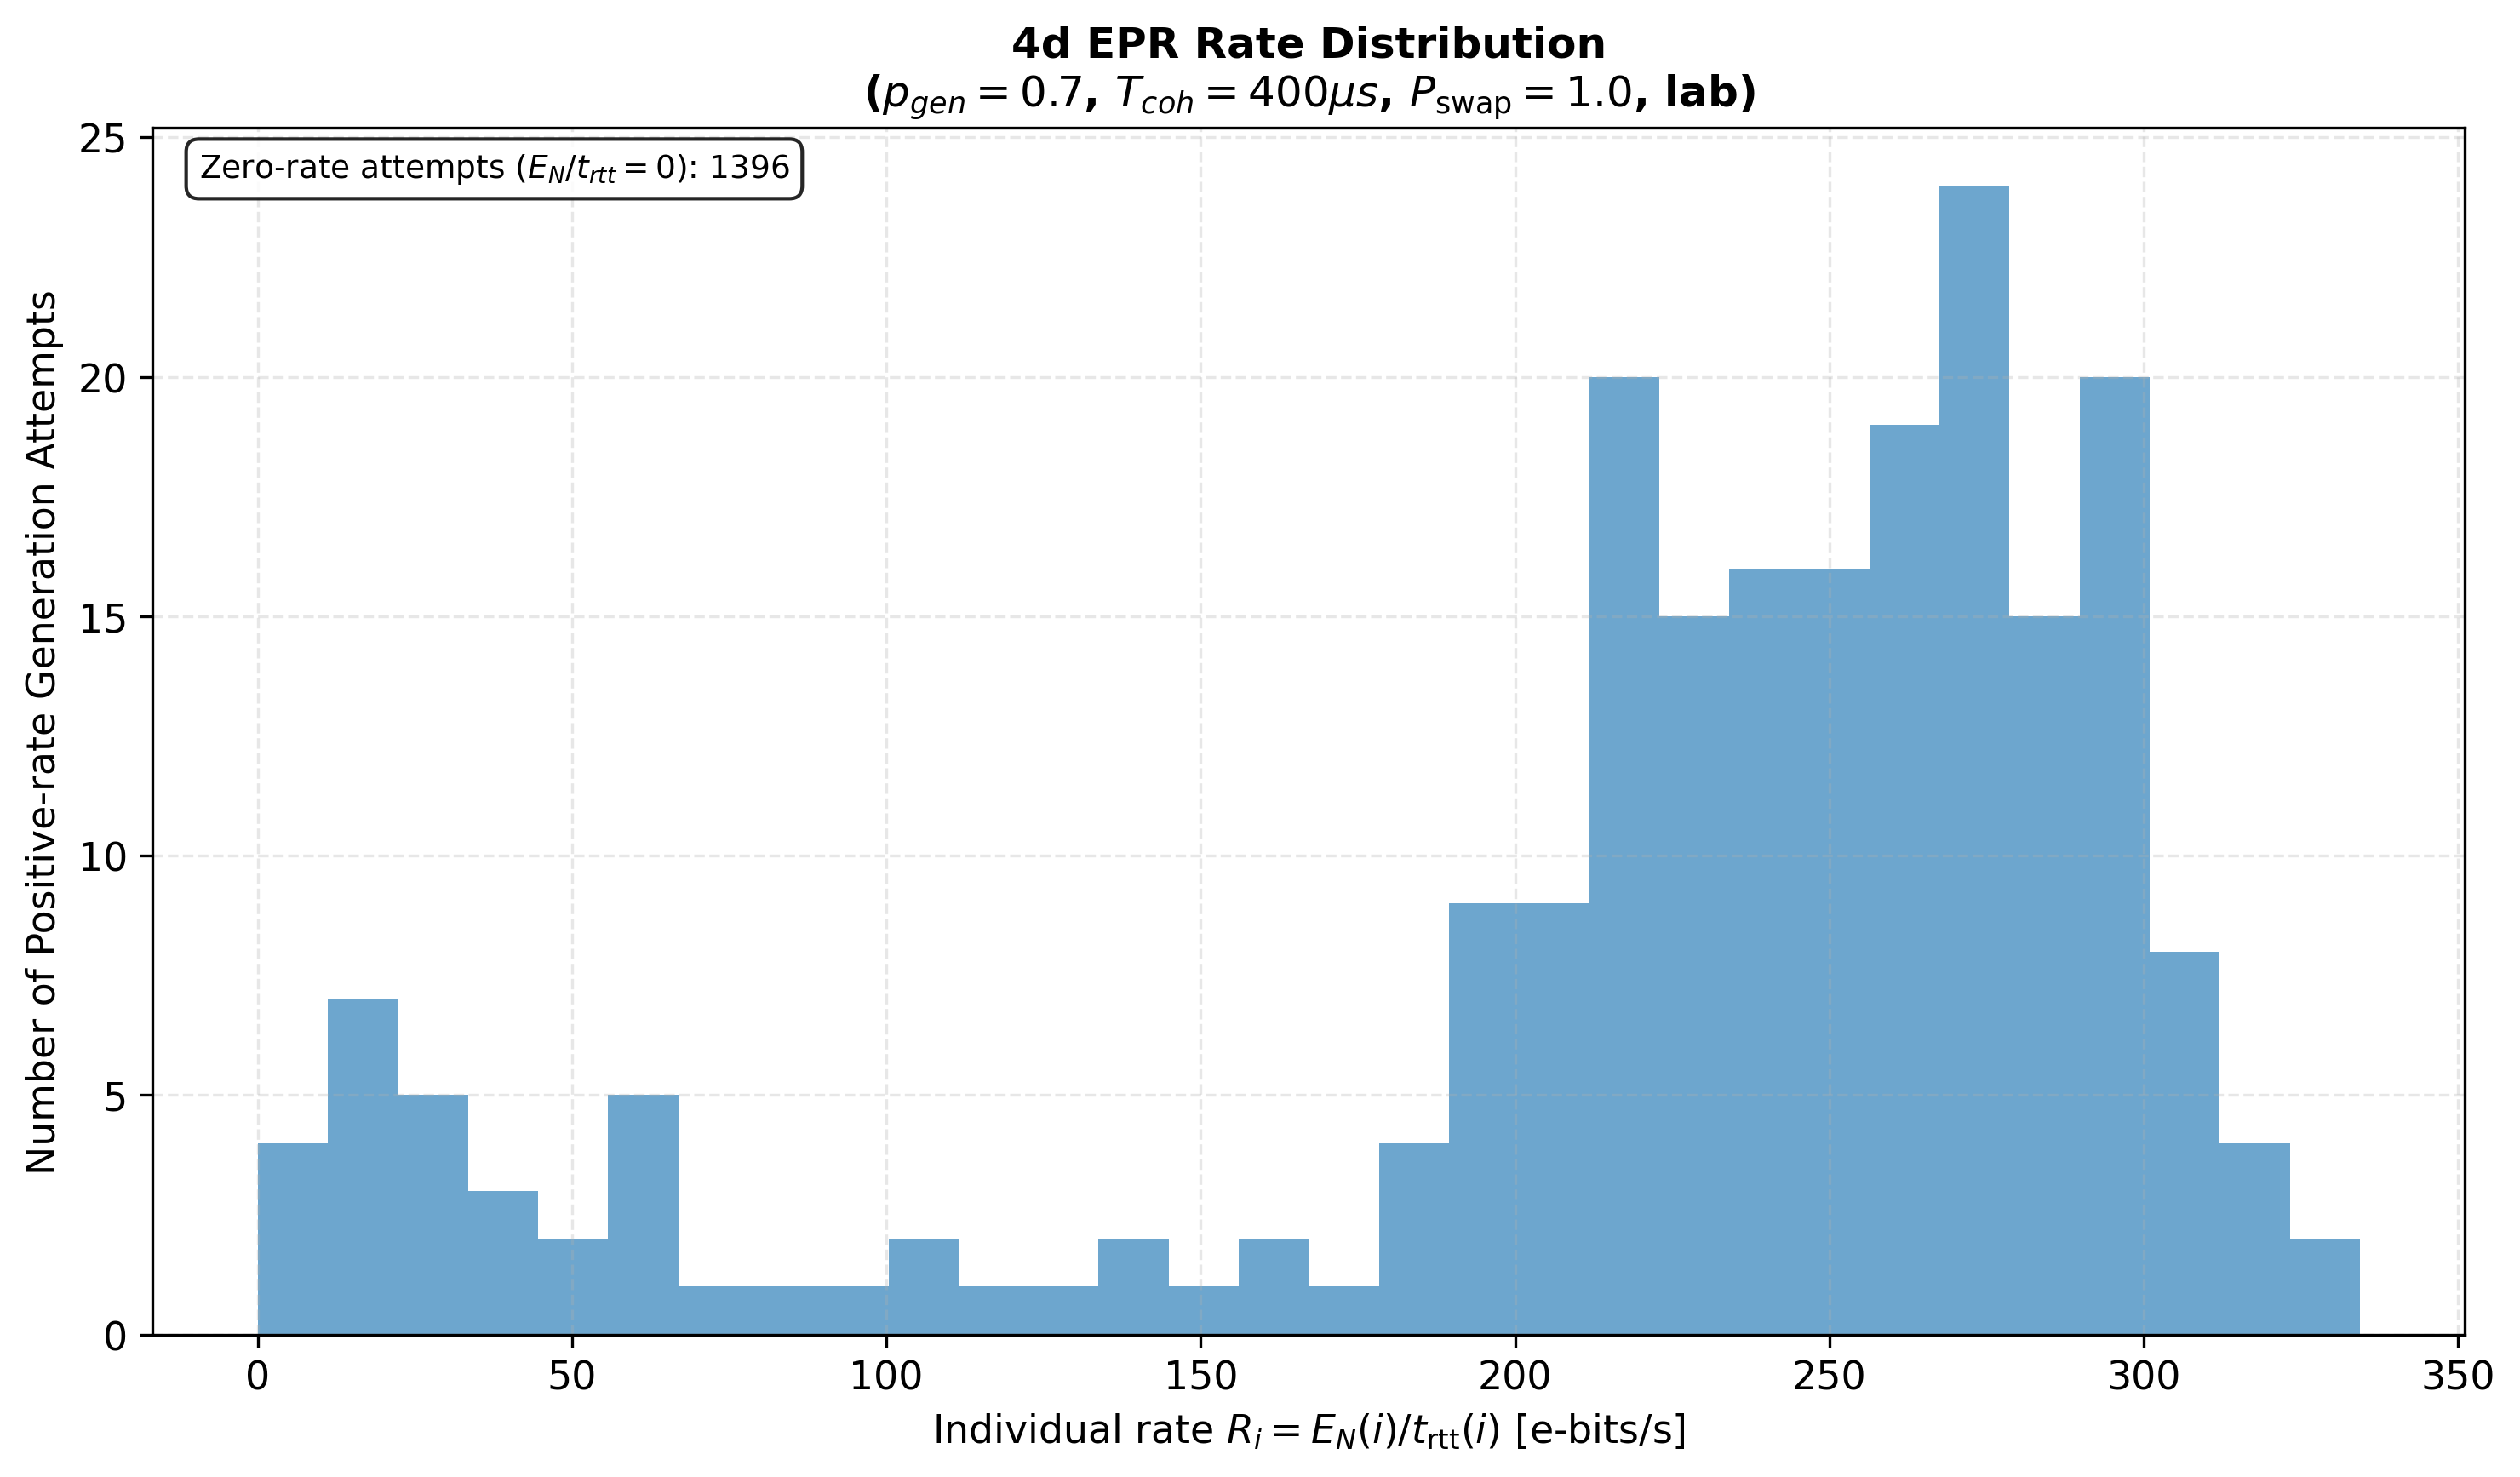 4d EPR Rate Distribution
(p_gen = 0.7, T_coh = 400μs, P_swap = 1.0, lab)
Zero-rate attempts (E_N/t_rtt = 0): 1396
Number of Positive-rate Generation Attempts
25
20
15
10
5
0
0 50 100 150 200 250 300 350
Individual rate R_i = E_N(i)/t_rtt(i) [e-bits/s]